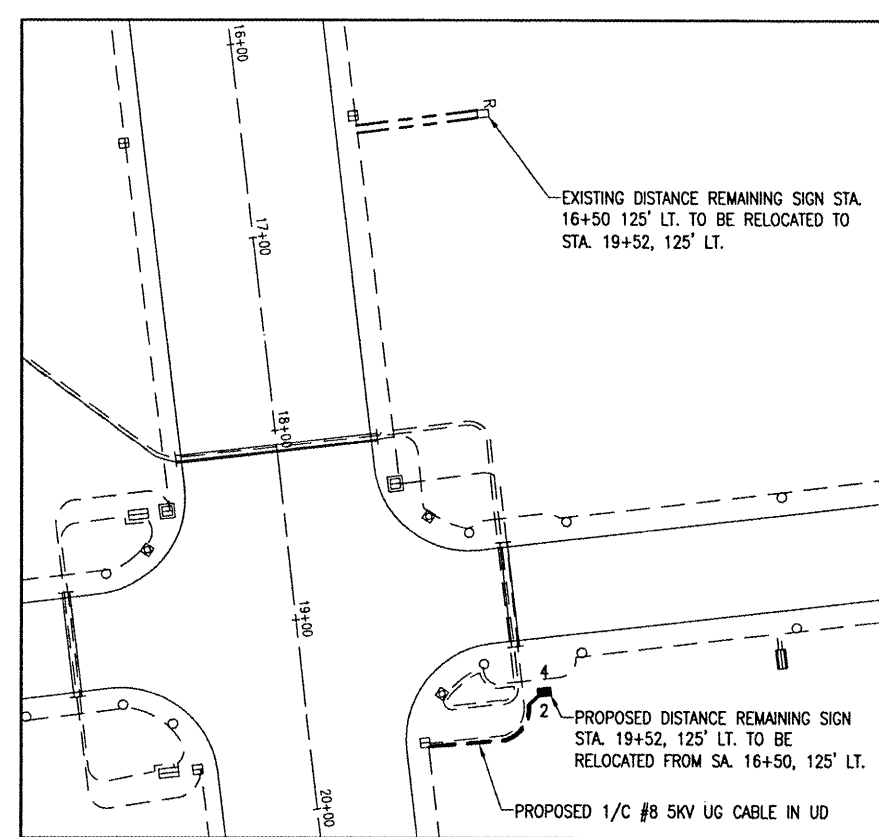 16+00
R
EXISTING DISTANCE REMAINING SIGN STA.
16+50 125' LT. TO BE RELOCATED TO
STA. 19+52, 125' LT.
17+00
18+00
19+00
4
2
PROPOSED DISTANCE REMAINING SIGN
STA. 19+52, 125' LT. TO BE
RELOCATED FROM SA. 16+50, 125' LT.
20+00
PROPOSED 1/C #8 5KV UG CABLE IN UD